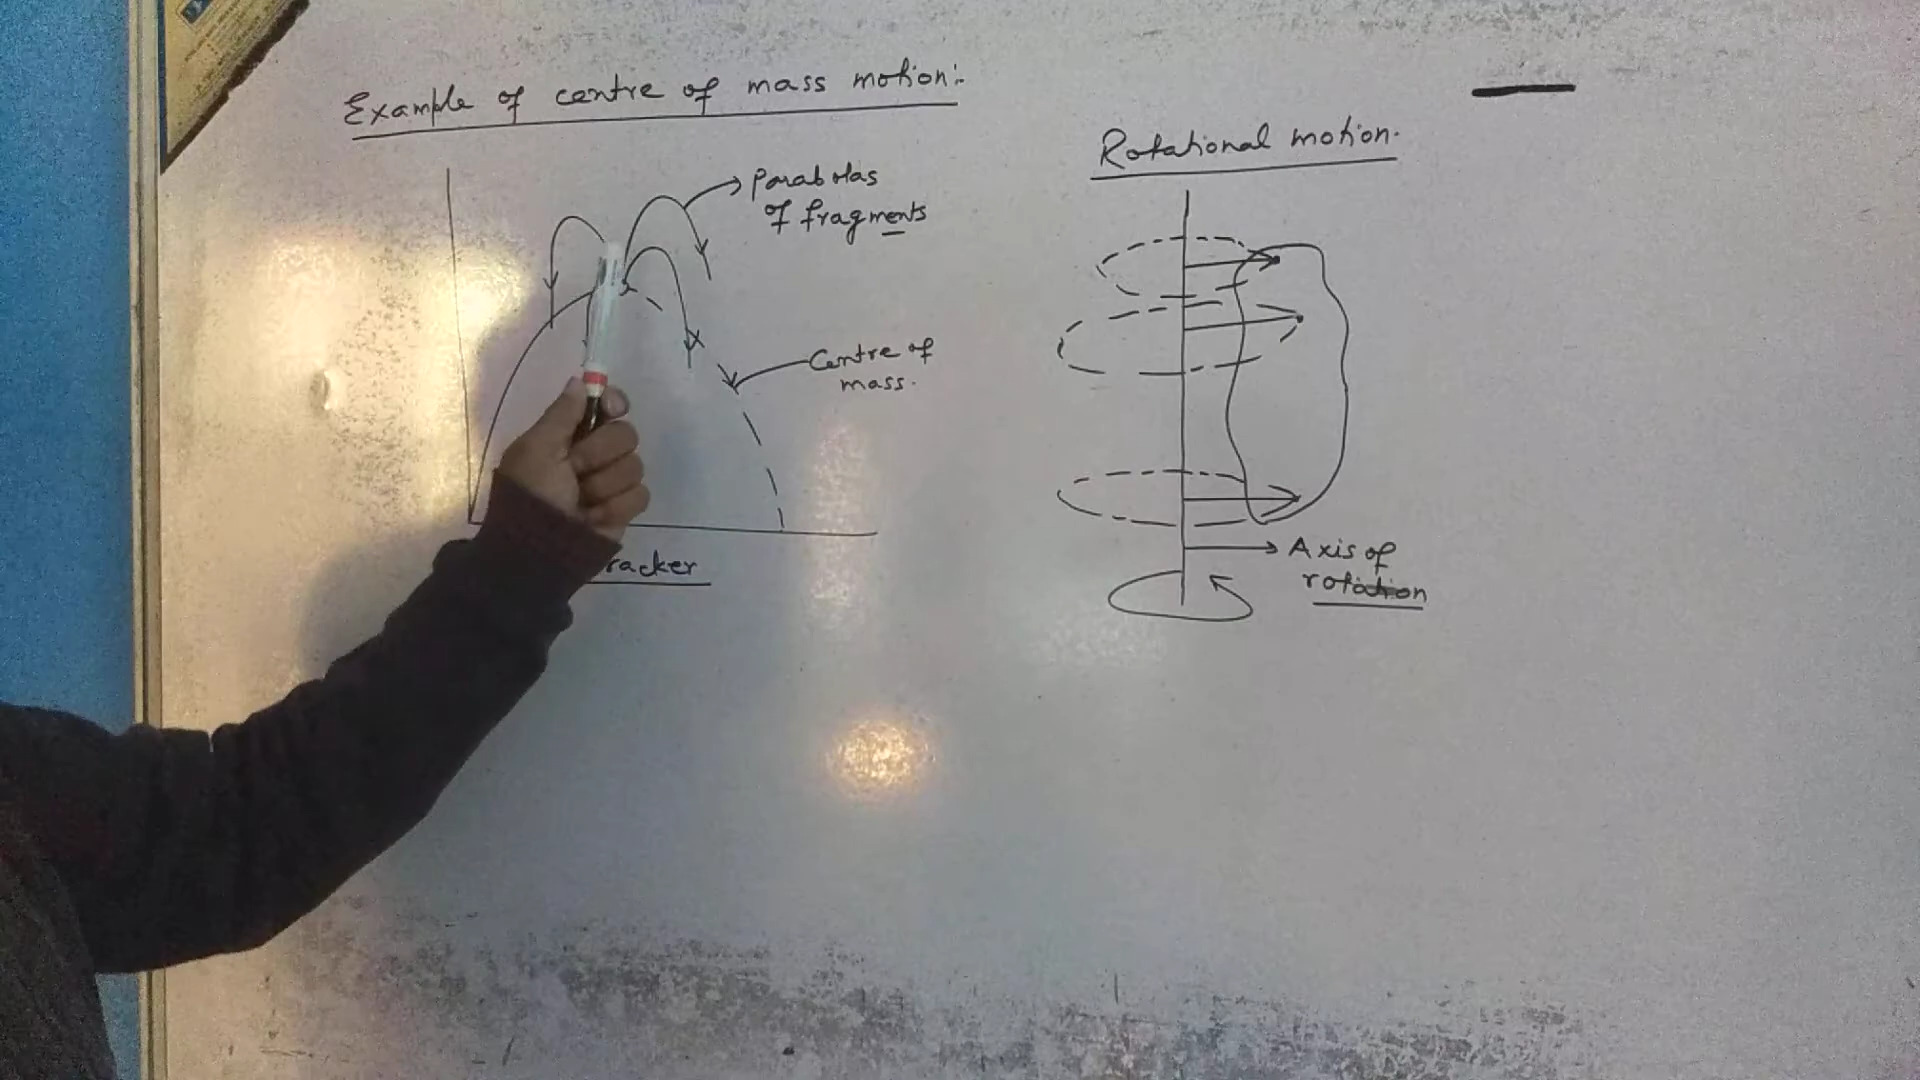 Example of centre of mass motion:-
Parabolas
of fragments
Centre of
mass.
racker
Rotational motion.
Axis of
rotation